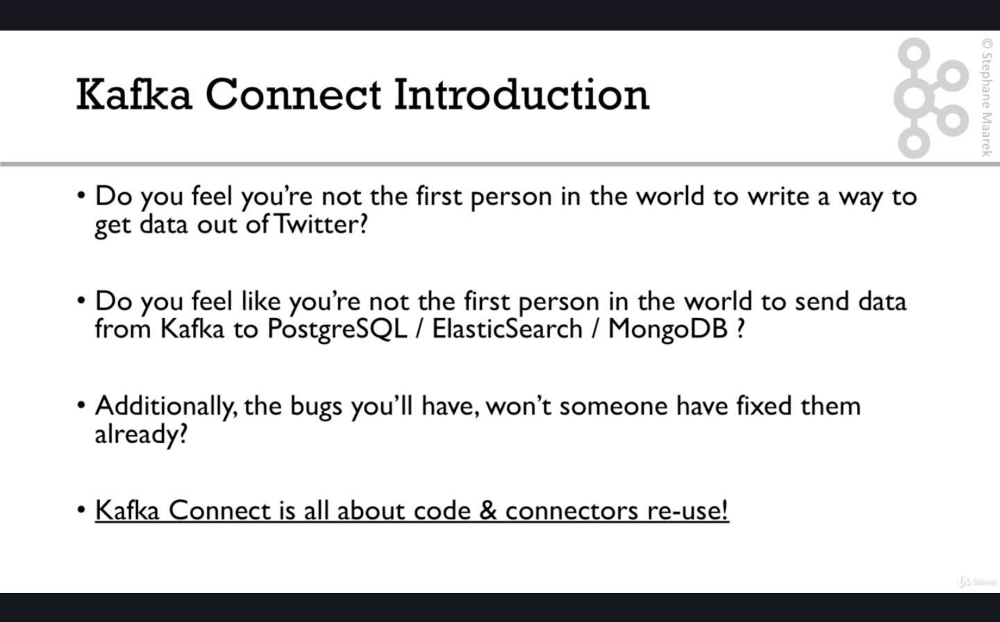 Kafka Connect Introduction
© Stephane Maarek
• Do you feel you’re not the first person in the world to write a way to
get data out of Twitter?
• Do you feel like you’re not the first person in the world to send data
from Kafka to PostgreSQL / ElasticSearch / MongoDB ?
• Additionally, the bugs you’ll have, won’t someone have fixed them
already?
• Kafka Connect is all about code & connectors re-use!
Udemy